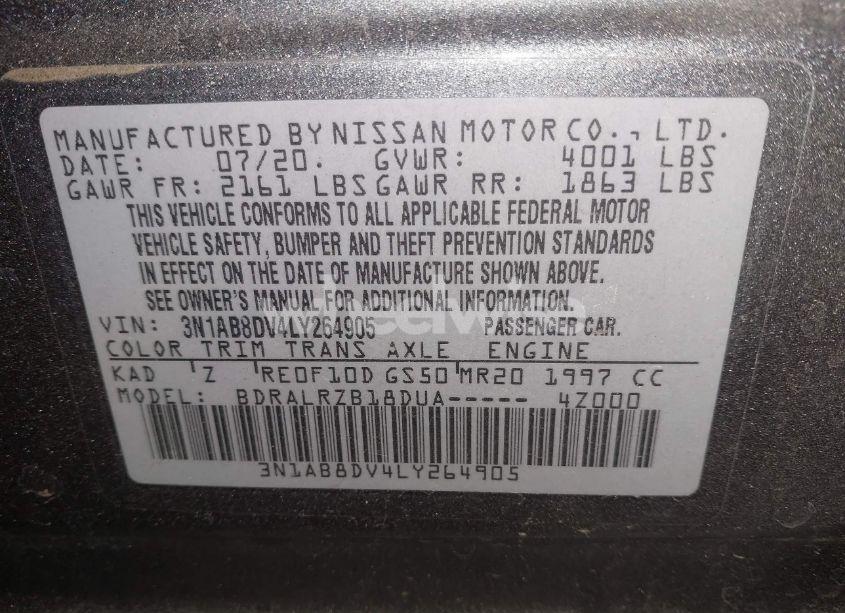 MANUFACTURED BY NISSAN MOTOR CO., LTD.
DATE: 07/20. GVWR: 4001 LBS
GAWR FR: 2161 LBS GAWR RR: 1863 LBS
THIS VEHICLE CONFORMS TO ALL APPLICABLE FEDERAL MOTOR
VEHICLE SAFETY, BUMPER AND THEFT PREVENTION STANDARDS
IN EFFECT ON THE DATE OF MANUFACTURE SHOWN ABOVE.
SEE OWNER'S MANUAL FOR ADDITIONAL INFORMATION.
VIN: 3N1AB8DV4LY264905 PASSENGER CAR.
COLOR TRIM TRANS AXLE ENGINE
KAD Z RE0F10D GS50 MR20 1997 CC
MODEL: BDRALRZB18DUA----- 4Z000
3N1AB8DV4LY264905